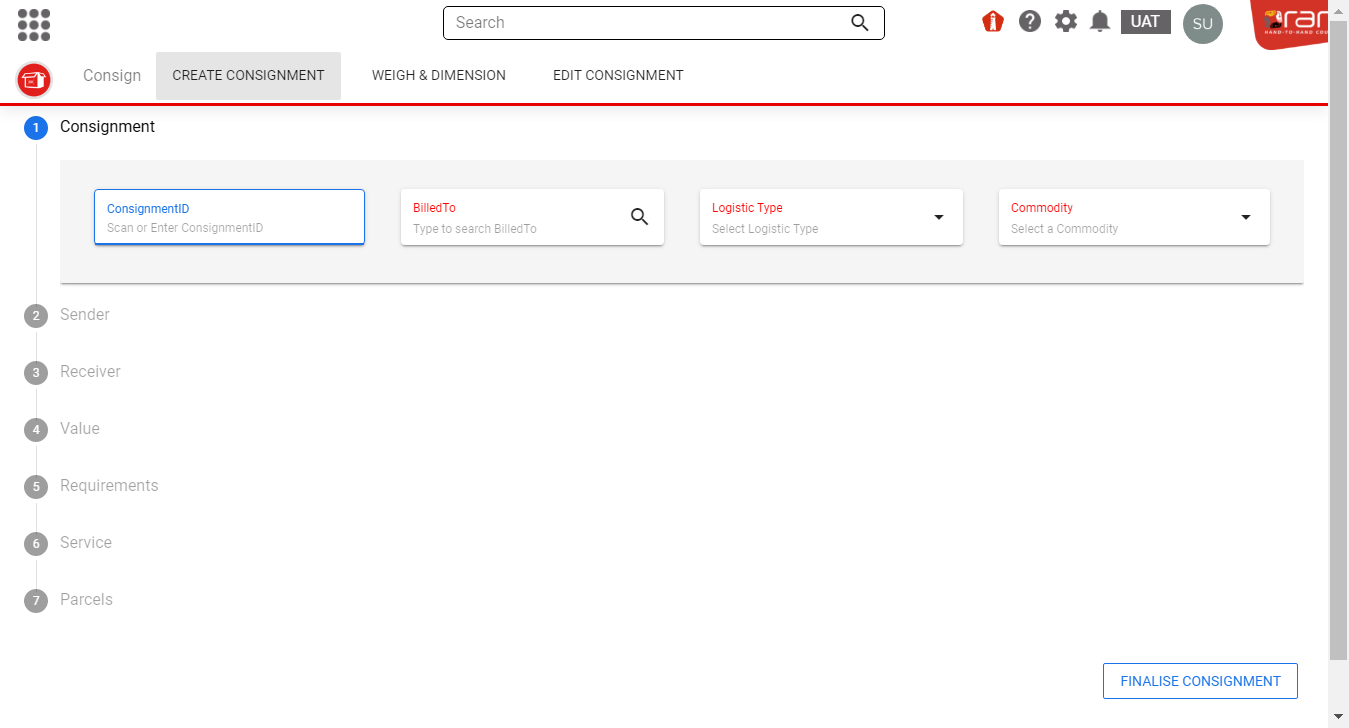 Search
UAT
SU
HAND-TO-HAND COU
Consign
CREATE CONSIGNMENT
WEIGH & DIMENSION
EDIT CONSIGNMENT
1 Consignment
ConsignmentID
Scan or Enter ConsignmentID
BilledTo
Type to search BilledTo
Logistic Type
Select Logistic Type
Commodity
Select a Commodity
2 Sender
3 Receiver
4 Value
5 Requirements
6 Service
7 Parcels
FINALISE CONSIGNMENT